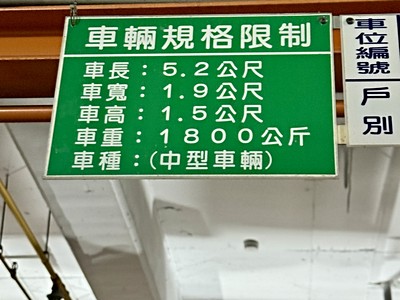 車輛規格限制
車長：5.2公尺
車寬：1.9公尺
車高：1.5公尺
車重：1800公斤
車種：(中型車輛)
車位編號
戶別